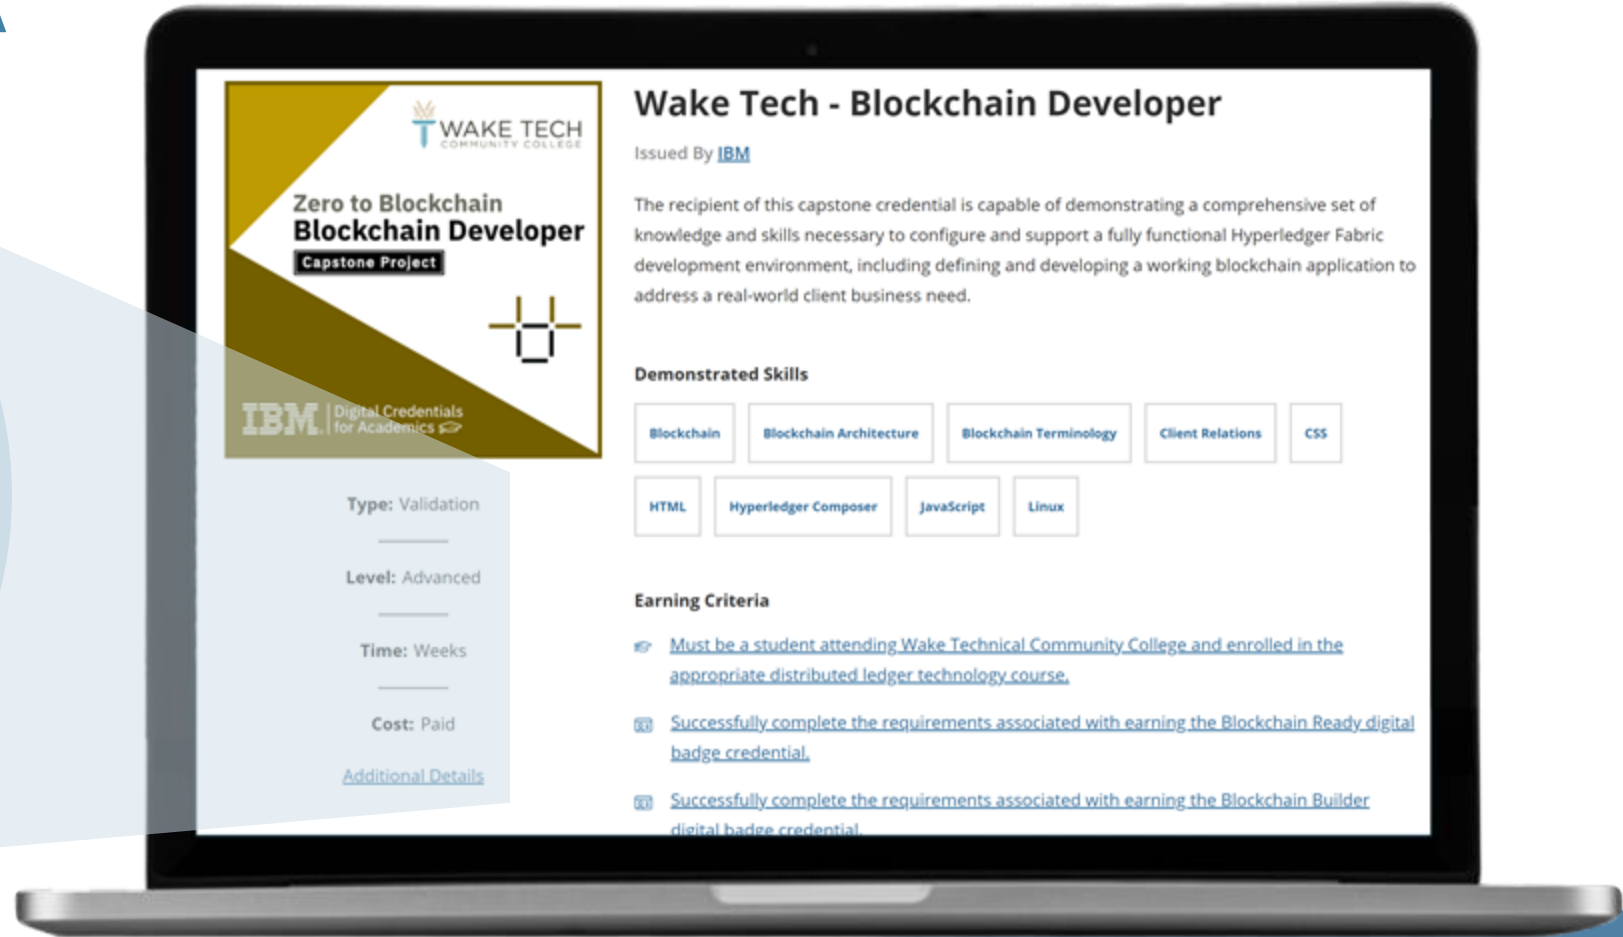 WAKE TECH
COMMUNITY COLLEGE
Zero to Blockchain
Blockchain Developer
Capstone Project
IBM
Digital Credentials
for Academics
Type: Validation
Level: Advanced
Time: Weeks
Cost: Paid
Additional Details
Wake Tech - Blockchain Developer
Issued By IBM
The recipient of this capstone credential is capable of demonstrating a comprehensive set of
knowledge and skills necessary to configure and support a fully functional Hyperledger Fabric
development environment, including defining and developing a working blockchain application to
address a real-world client business need.
Demonstrated Skills
Blockchain
Blockchain Architecture
Blockchain Terminology
Client Relations
CSS
HTML
Hyperledger Composer
JavaScript
Linux
Earning Criteria
Must be a student attending Wake Technical Community College and enrolled in the
appropriate distributed ledger technology course.
Successfully complete the requirements associated with earning the Blockchain Ready digital
badge credential.
Successfully complete the requirements associated with earning the Blockchain Builder
digital badge credential.